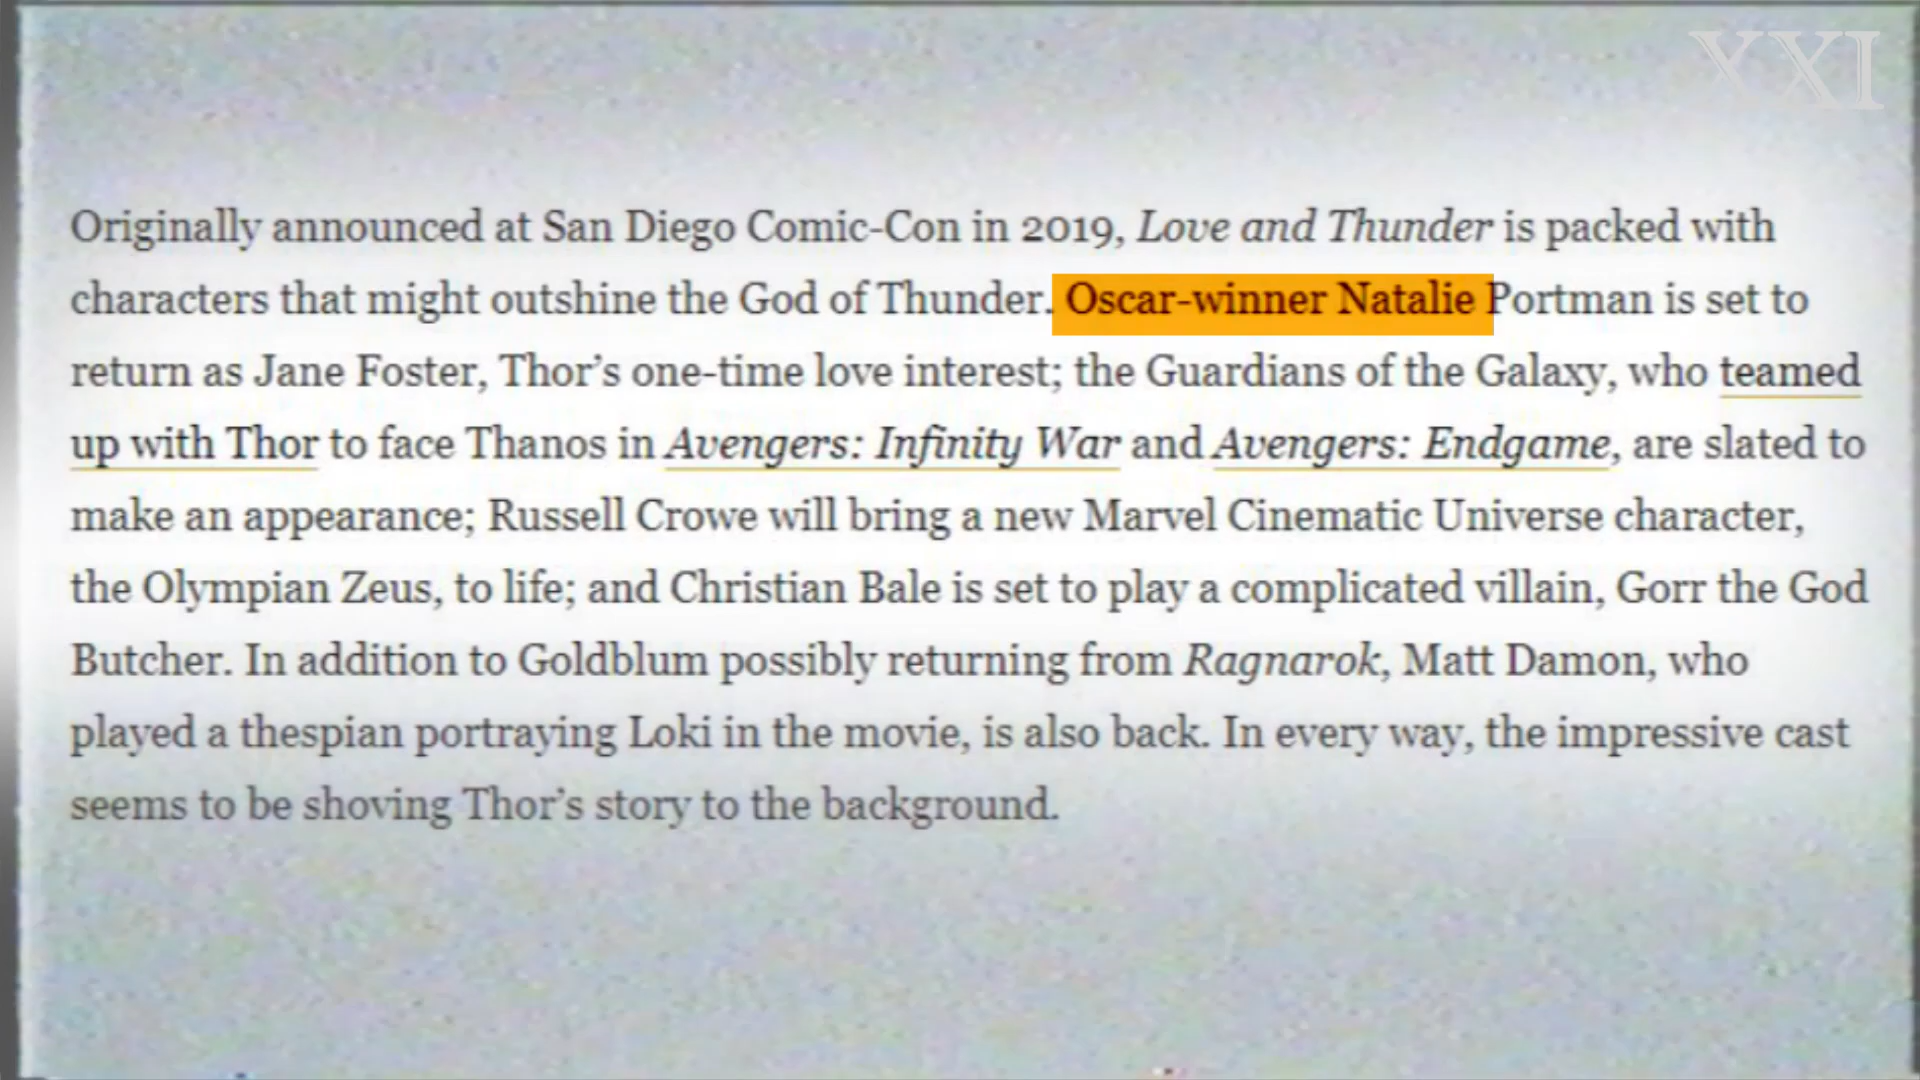 XXI
Originally announced at San Diego Comic-Con in 2019, Love and Thunder is packed with
characters that might outshine the God of Thunder. Oscar-winner Natalie Portman is set to
return as Jane Foster, Thor’s one-time love interest; the Guardians of the Galaxy, who teamed
up with Thor to face Thanos in Avengers: Infinity War and Avengers: Endgame, are slated to
make an appearance; Russell Crowe will bring a new Marvel Cinematic Universe character,
the Olympian Zeus, to life; and Christian Bale is set to play a complicated villain, Gorr the God
Butcher. In addition to Goldblum possibly returning from Ragnarok, Matt Damon, who
played a thespian portraying Loki in the movie, is also back. In every way, the impressive cast
seems to be shoving Thor’s story to the background.